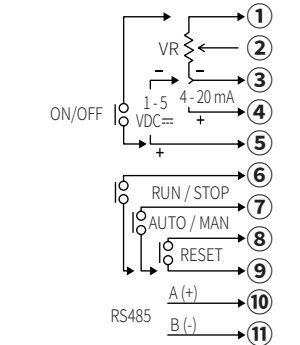 ①
VR
②
−
−
③
ON/OFF
1 - 5
VDC⎓
4 - 20 mA
④
+
+
⑤
⑥
RUN / STOP
⑦
AUTO / MAN
⑧
RESET
⑨
A (+)
⑩
RS485
B (-)
⑪